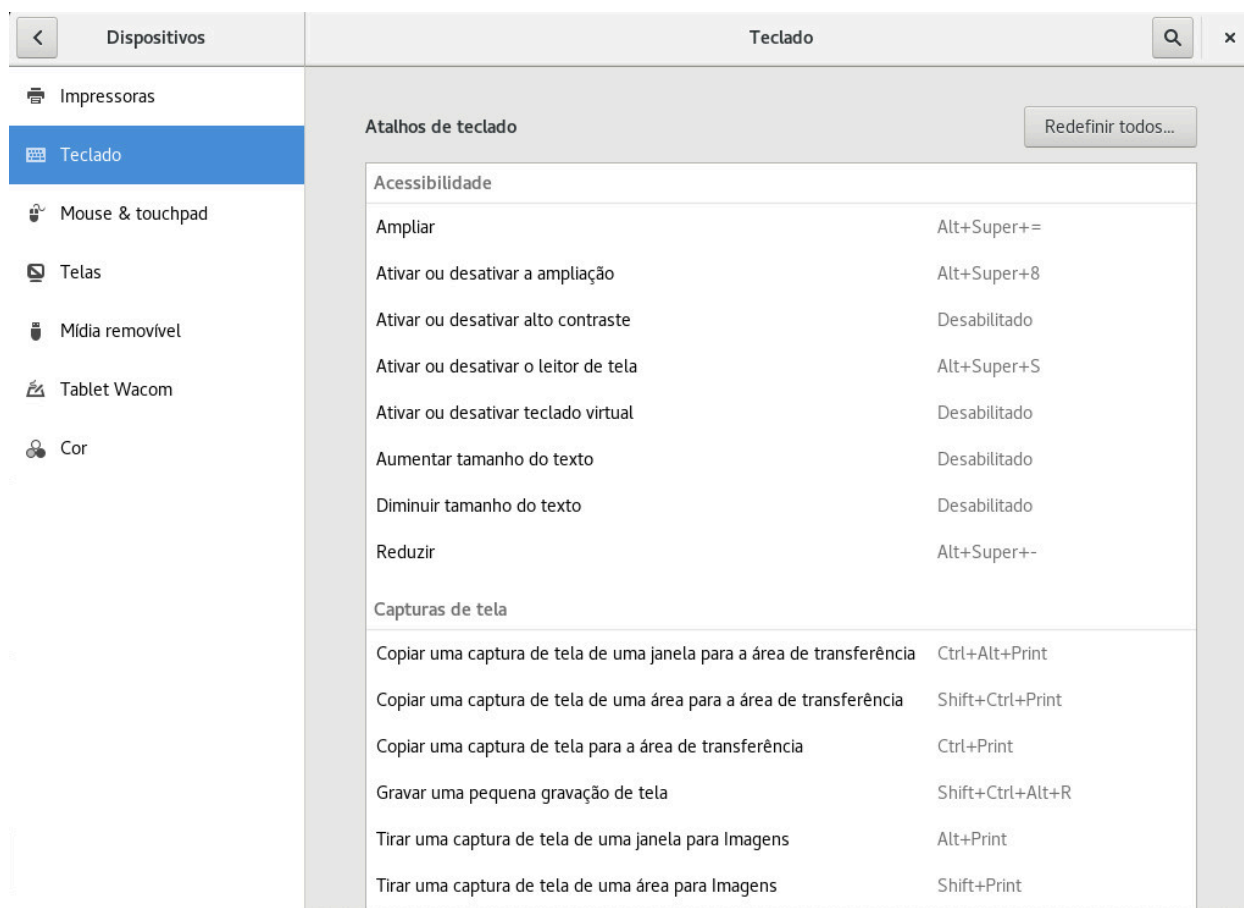 Dispositivos
Teclado
Impressoras
Teclado
Mouse & touchpad
Telas
Mídia removível
Tablet Wacom
Cor
Atalhos de teclado
Redefinir todos...
Acessibilidade
Ampliar Alt+Super+=
Ativar ou desativar a ampliação Alt+Super+8
Ativar ou desativar alto contraste Desabilitado
Ativar ou desativar o leitor de tela Alt+Super+S
Ativar ou desativar teclado virtual Desabilitado
Aumentar tamanho do texto Desabilitado
Diminuir tamanho do texto Desabilitado
Reduzir Alt+Super+-
Capturas de tela
Copiar uma captura de tela de uma janela para a área de transferência Ctrl+Alt+Print
Copiar uma captura de tela de uma área para a área de transferência Shift+Ctrl+Print
Copiar uma captura de tela para a área de transferência Ctrl+Print
Gravar uma pequena gravação de tela Shift+Ctrl+Alt+R
Tirar uma captura de tela de uma janela para Imagens Alt+Print
Tirar uma captura de tela de uma área para Imagens Shift+Print